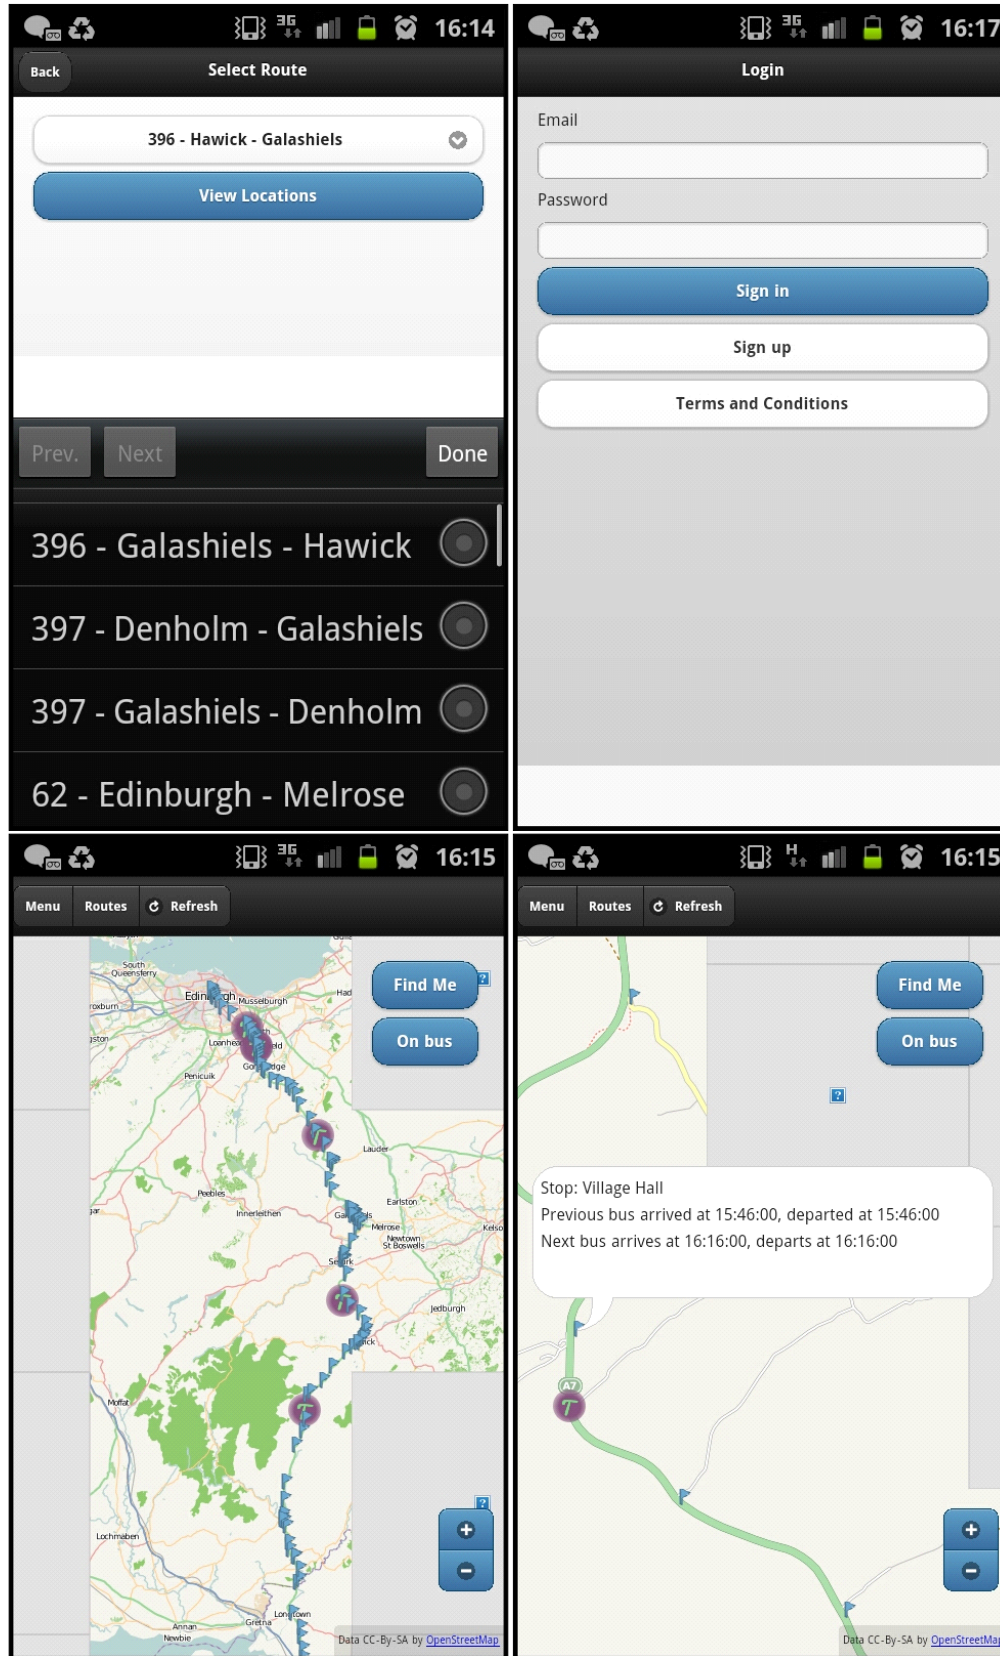 3G
16:14
Back
Select Route
396 - Hawick - Galashiels
View Locations
Prev.
Next
Done
396 - Galashiels - Hawick
397 - Denholm - Galashiels
397 - Galashiels - Denholm
62 - Edinburgh - Melrose
3G
16:17
Login
Email
Password
Sign in
Sign up
Terms and Conditions
3G
16:15
Menu
Routes
Refresh
Find Me
On bus
South
Queensferry
Musselburgh
Penicuik
Lauder
Peebles
Earlston
Innerleithen
Melrose
Newtown
St Boswells
Jedburgh
Moffat
Lochmaben
Gretna
Annan
Newbie
+
-
Data CC-By-SA by OpenStreetMap
H
16:15
Menu
Routes
Refresh
Find Me
On bus
?
Stop: Village Hall
Previous bus arrived at 15:46:00, departed at 15:46:00
Next bus arrives at 16:16:00, departs at 16:16:00
A7
+
-
Data CC-By-SA by OpenStreetMap